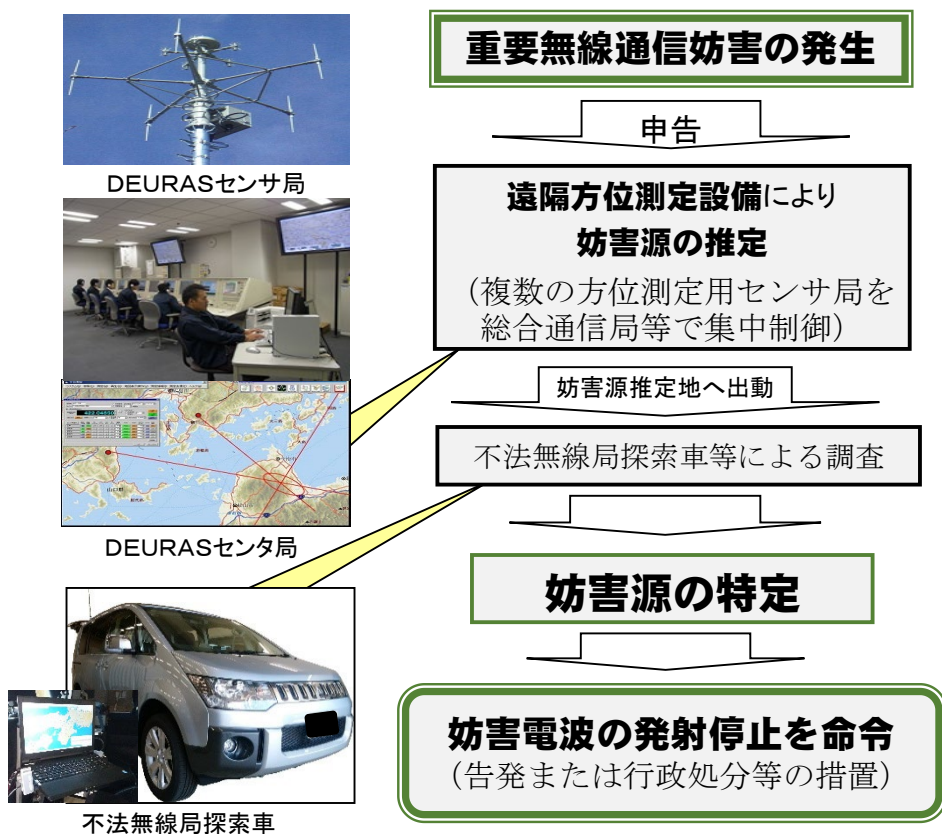 重要無線通信妨害の発生
申告
DEURASセンサ局
遠隔方位測定設備により
妨害源の推定
（複数の方位測定用センサ局を
総合通信局等で集中制御）
妨害源推定地へ出動
不法無線局探索車等による調査
DEURASセンタ局
妨害源の特定
妨害電波の発射停止を命令
（告発または行政処分等の措置）
不法無線局探索車